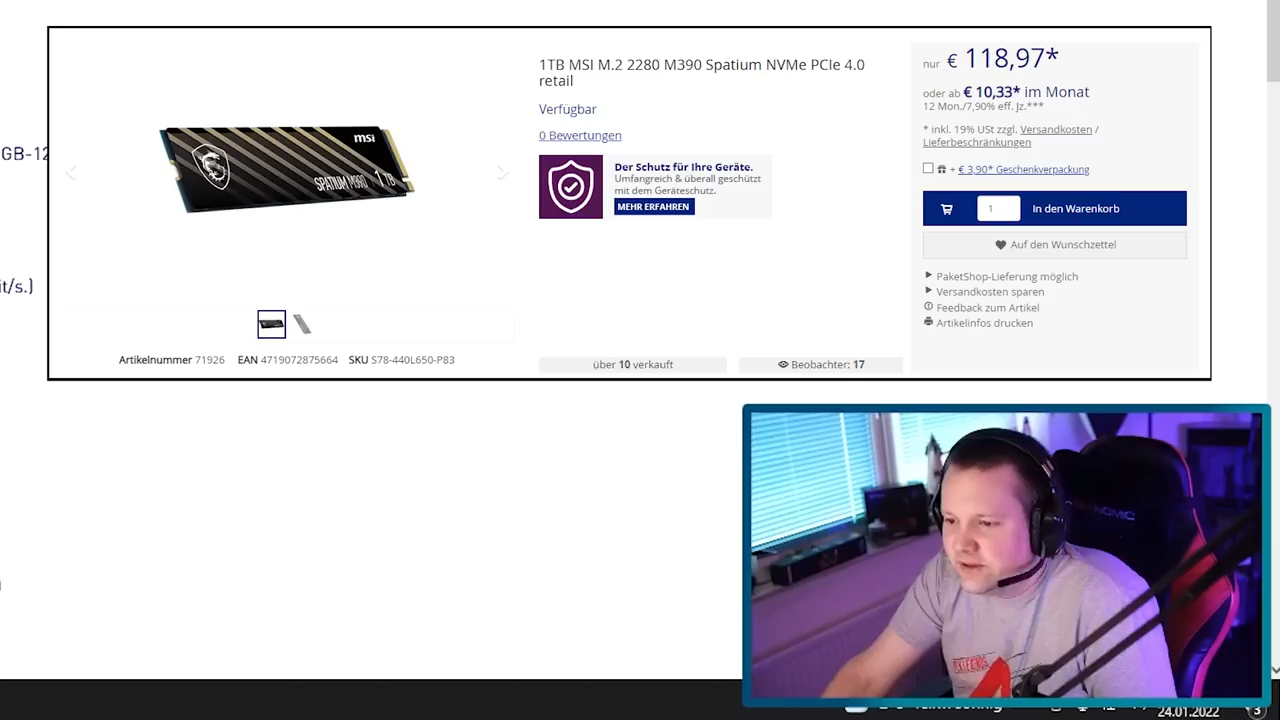 1TB MSI M.2 2280 M390 Spatium NVMe PCIe 4.0
retail
Verfügbar
0 Bewertungen
Der Schutz für Ihre Geräte.
Umfangreich & überall geschützt
mit dem Geräteschutz.
MEHR ERFAHREN
msi
SPATIUM M390 1TB
Artikelnummer 71926 EAN 4719072875664 SKU S78-440L650-P83
über 10 verkauft
Beobachter: 17
nur € 118,97*
oder ab € 10,33* im Monat
12 Mon./7,90% eff. Jz.***
* inkl. 19% USt zzgl. Versandkosten /
Lieferbeschränkungen
+ € 3,90* Geschenkverpackung
1 In den Warenkorb
Auf den Wunschzettel
PaketShop-Lieferung möglich
Versandkosten sparen
Feedback zum Artikel
Artikelinfos drucken
GB-12
it/s.)
24.01.2022
3